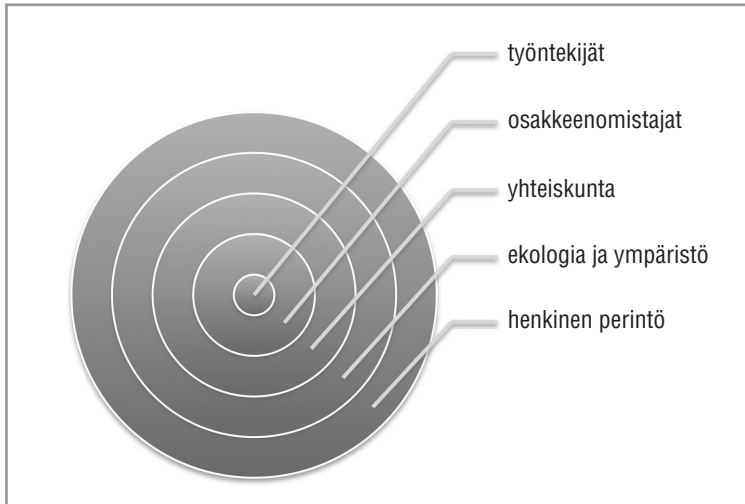 työntekijät
osakkeenomistajat
yhteiskunta
ekologia ja ympäristö
henkinen perintö